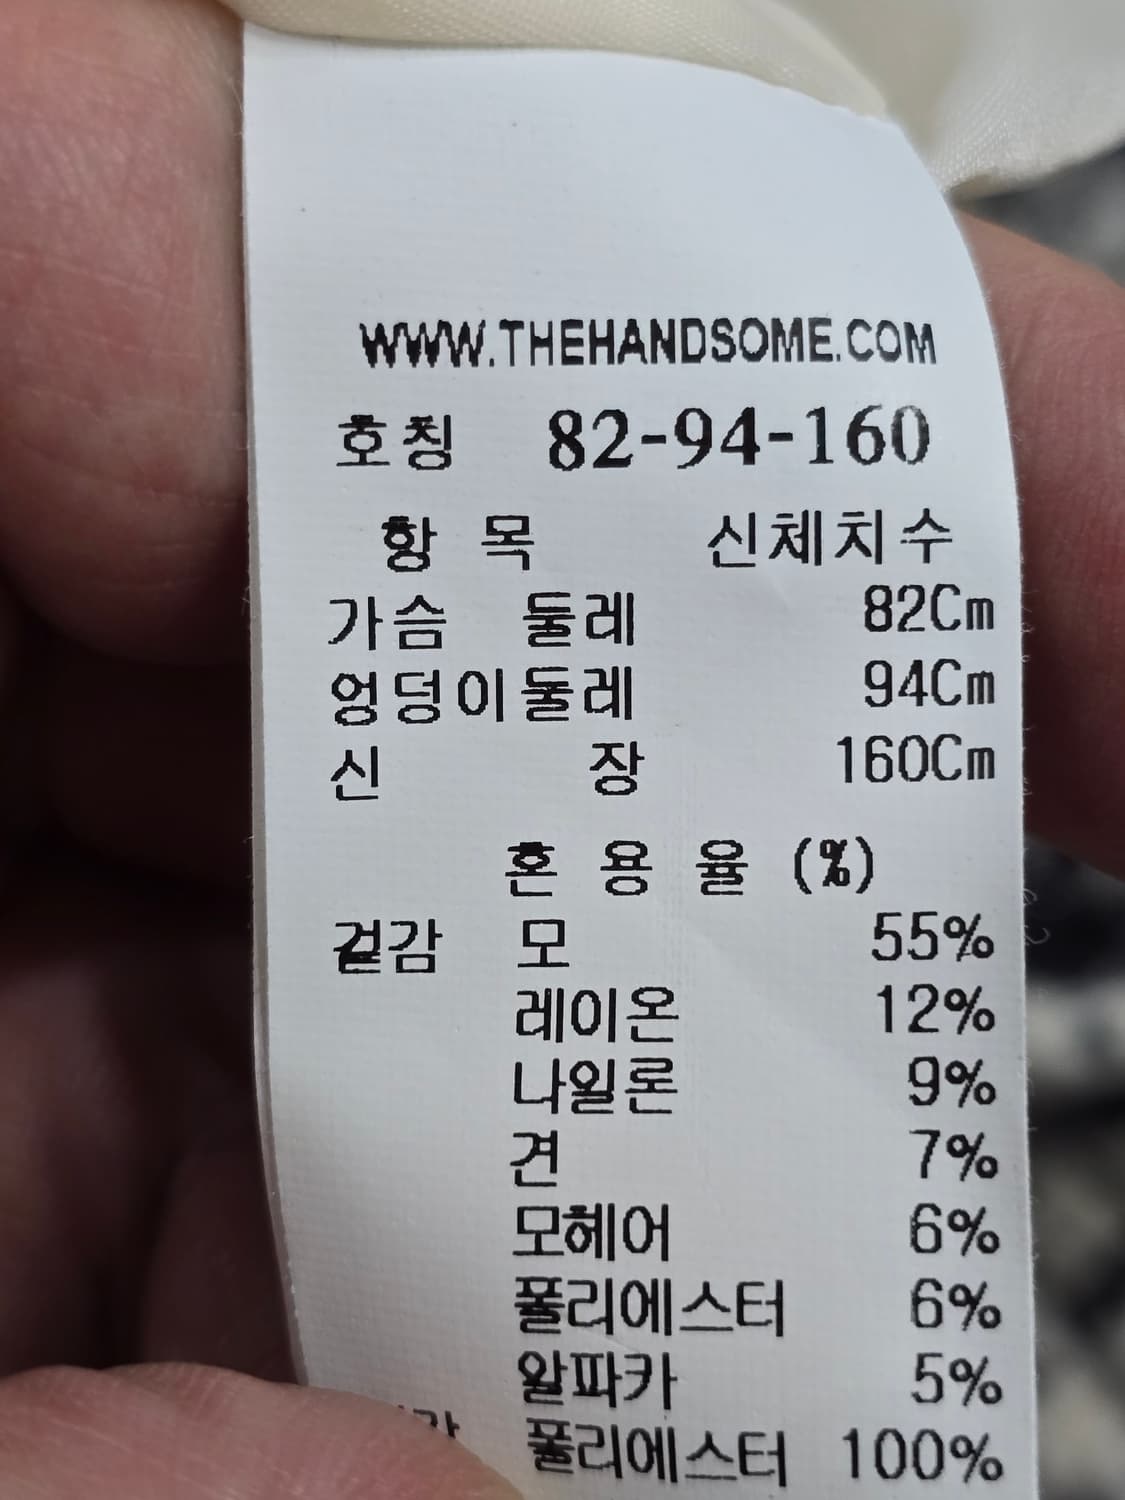 WWW.THEHANDSOME.COM
호칭 82-94-160
항 목 신체치수
가슴 둘레 82Cm
엉덩이둘레 94Cm
신 장 160Cm
혼 용 율 (%)
겉감 모 55%
레이온 12%
나일론 9%
견 7%
모헤어 6%
폴리에스터 6%
알파카 5%
폴리에스터 100%